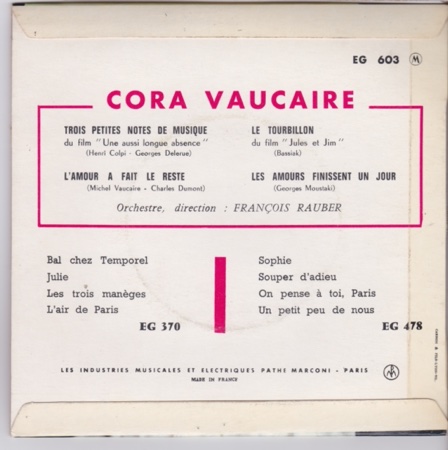 EG 603 M
CORA VAUCAIRE
TROIS PETITES NOTES DE MUSIQUE
du film "Une aussi longue absence"
(Henri Colpi - Georges Delerue)
L'AMOUR A FAIT LE RESTE
(Michel Vaucaire - Charles Dumont)
LE TOURBILLON
du film "Jules et Jim"
(Bassiak)
LES AMOURS FINISSENT UN JOUR
(Georges Moustaki)
Orchestre, direction : FRANÇOIS RAUBER
Bal chez Temporel
Julie
Les trois manèges
L'air de Paris
EG 370
Sophie
Souper d'adieu
On pense à toi, Paris
Un petit peu de nous
EG 478
LES INDUSTRIES MUSICALES ET ELECTRIQUES PATHE MARCONI - PARIS
MADE IN FRANCE